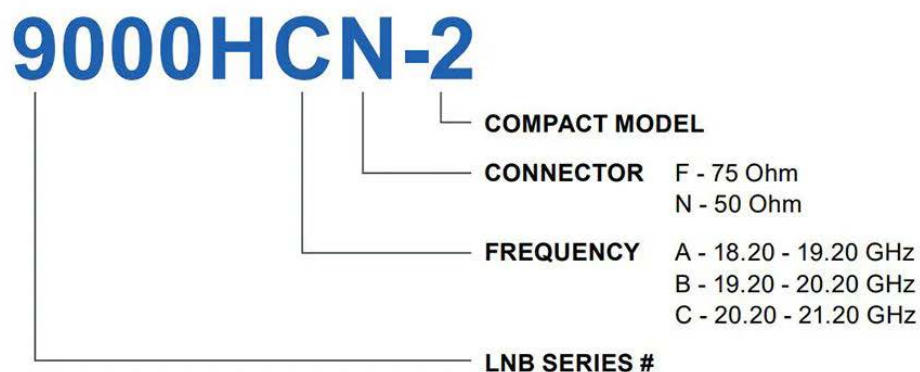 9000HCN-2
COMPACT MODEL
CONNECTOR F - 75 Ohm
N - 50 Ohm
FREQUENCY A - 18.20 - 19.20 GHz
B - 19.20 - 20.20 GHz
C - 20.20 - 21.20 GHz
LNB SERIES #